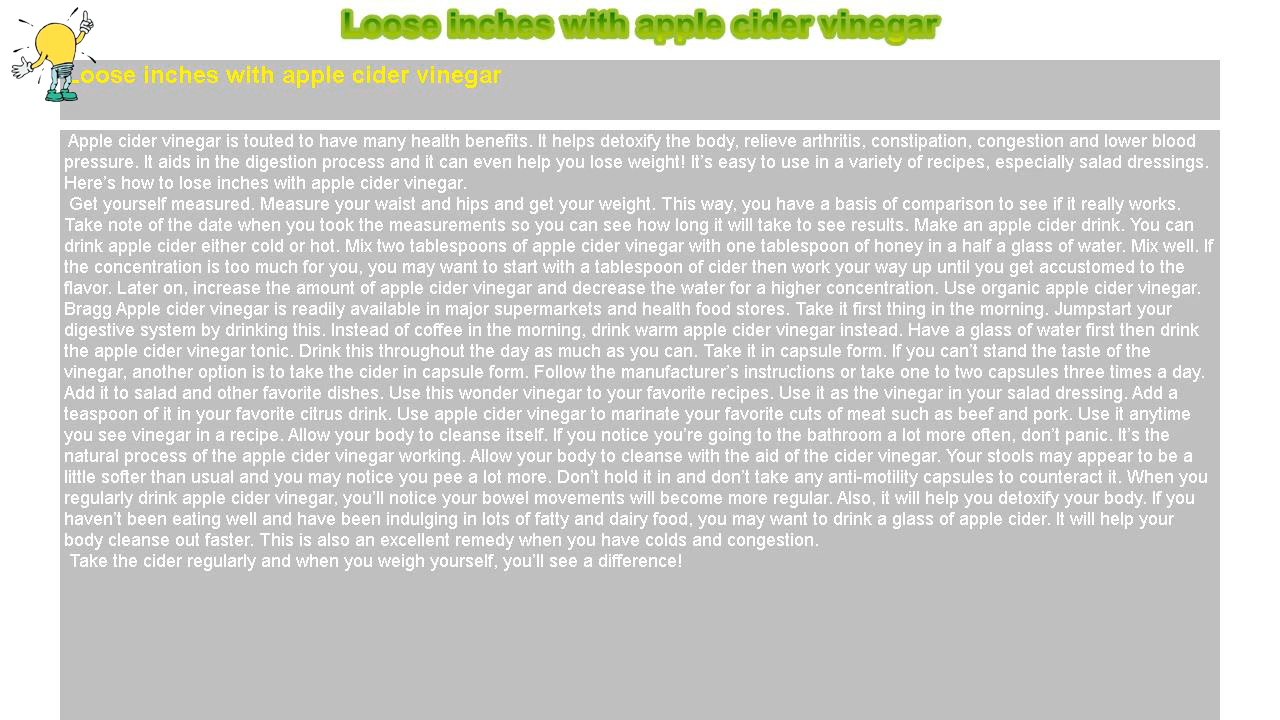 Loose inches with apple cider vinegar
Loose inches with apple cider vinegar
Apple cider vinegar is touted to have many health benefits. It helps detoxify the body, relieve arthritis, constipation, congestion and lower blood
pressure. It aids in the digestion process and it can even help you lose weight! It’s easy to use in a variety of recipes, especially salad dressings.
Here’s how to lose inches with apple cider vinegar.
Get yourself measured. Measure your waist and hips and get your weight. This way, you have a basis of comparison to see if it really works.
Take note of the date when you took the measurements so you can see how long it will take to see results. Make an apple cider drink. You can
drink apple cider either cold or hot. Mix two tablespoons of apple cider vinegar with one tablespoon of honey in a half a glass of water. Mix well. If
the concentration is too much for you, you may want to start with a tablespoon of cider then work your way up until you get accustomed to the
flavor. Later on, increase the amount of apple cider vinegar and decrease the water for a higher concentration. Use organic apple cider vinegar.
Bragg Apple cider vinegar is readily available in major supermarkets and health food stores. Take it first thing in the morning. Jumpstart your
digestive system by drinking this. Instead of coffee in the morning, drink warm apple cider vinegar instead. Have a glass of water first then drink
the apple cider vinegar tonic. Drink this throughout the day as much as you can. Take it in capsule form. If you can’t stand the taste of the
vinegar, another option is to take the cider in capsule form. Follow the manufacturer’s instructions or take one to two capsules three times a day.
Add it to salad and other favorite dishes. Use this wonder vinegar to your favorite recipes. Use it as the vinegar in your salad dressing. Add a
teaspoon of it in your favorite citrus drink. Use apple cider vinegar to marinate your favorite cuts of meat such as beef and pork. Use it anytime
you see vinegar in a recipe. Allow your body to cleanse itself. If you notice you’re going to the bathroom a lot more often, don’t panic. It’s the
natural process of the apple cider vinegar working. Allow your body to cleanse with the aid of the cider vinegar. Your stools may appear to be a
little softer than usual and you may notice you pee a lot more. Don’t hold it in and don’t take any anti-motility capsules to counteract it. When you
regularly drink apple cider vinegar, you’ll notice your bowel movements will become more regular. Also, it will help you detoxify your body. If you
haven’t been eating well and have been indulging in lots of fatty and dairy food, you may want to drink a glass of apple cider. It will help your
body cleanse out faster. This is also an excellent remedy when you have colds and congestion.
Take the cider regularly and when you weigh yourself, you’ll see a difference!